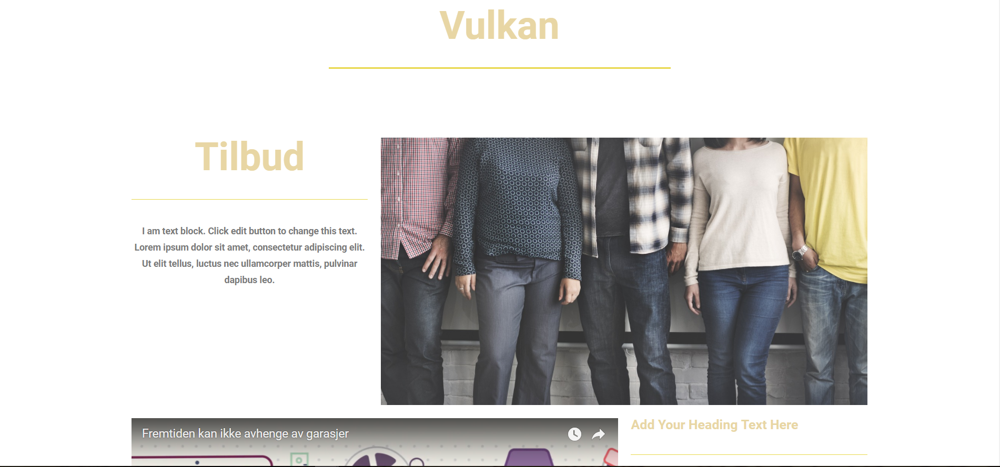 Vulkan
Tilbud
I am text block. Click edit button to change this text.
Lorem ipsum dolor sit amet, consectetur adipiscing elit.
Ut elit tellus, luctus nec ullamcorper mattis, pulvinar
dapibus leo.
Fremtiden kan ikke avhenge av garasjer
Add Your Heading Text Here